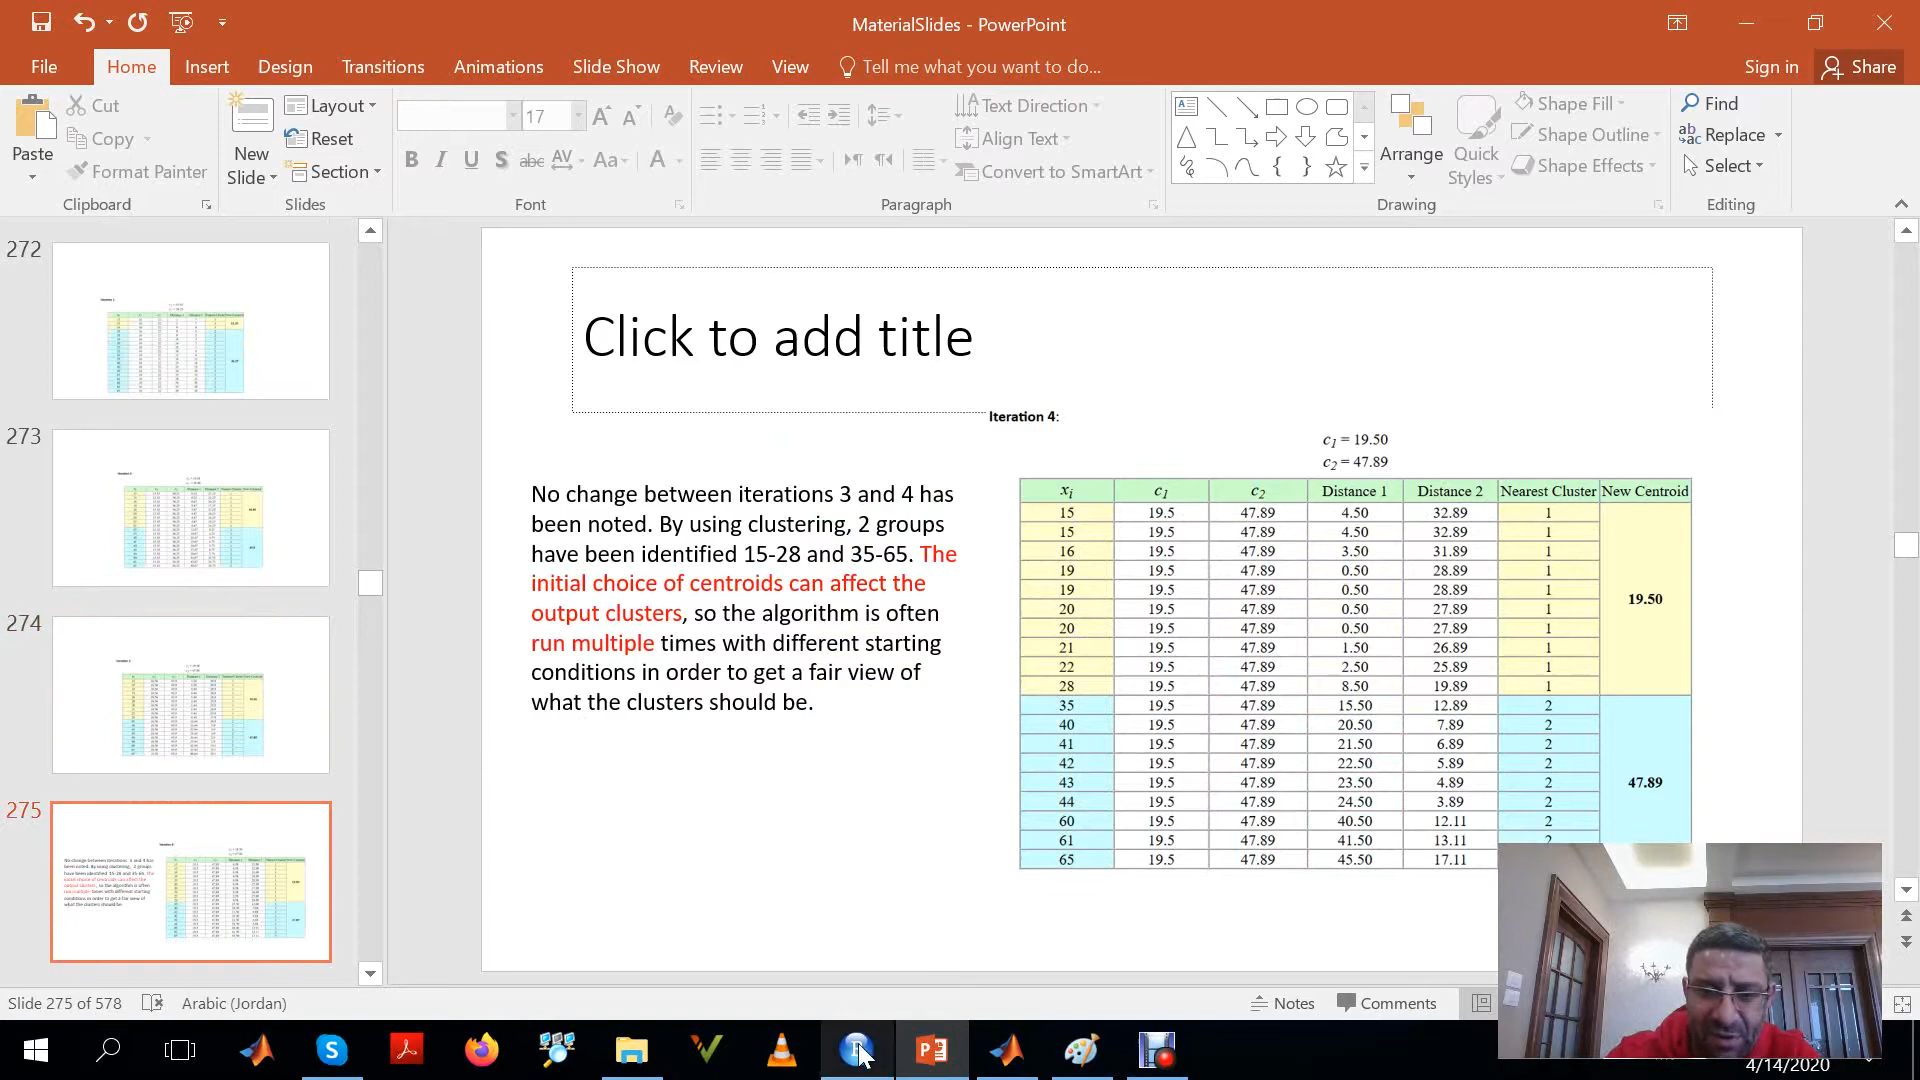 MaterialSlides - PowerPoint
File Home Insert Design Transitions Animations Slide Show Review View Tell me what you want to do... Sign in Share
Paste
Cut
Copy
Format Painter
Clipboard
New Slide
Layout
Reset
Section
Slides
17
B I U S abc AV Aa A
Font
Text Direction
Align Text
Convert to SmartArt
Paragraph
Arrange
Quick Styles
Shape Fill
Shape Outline
Shape Effects
Drawing
Find
Replace
Select
Editing
272
273
274
275
Click to add title
Iteration 4:
c1 = 19.50
c2 = 47.89
No change between iterations 3 and 4 has
been noted. By using clustering, 2 groups
have been identified 15-28 and 35-65. The
initial choice of centroids can affect the
output clusters, so the algorithm is often
run multiple times with different starting
conditions in order to get a fair view of
what the clusters should be.
xi c1 c2 Distance 1 Distance 2 Nearest Cluster New Centroid
15 19.5 47.89 4.50 32.89 1
15 19.5 47.89 4.50 32.89 1
16 19.5 47.89 3.50 31.89 1
19 19.5 47.89 0.50 28.89 1
19 19.5 47.89 0.50 28.89 1
20 19.5 47.89 0.50 27.89 1 19.50
20 19.5 47.89 0.50 27.89 1
21 19.5 47.89 1.50 26.89 1
22 19.5 47.89 2.50 25.89 1
28 19.5 47.89 8.50 19.89 1
35 19.5 47.89 15.50 12.89 2
40 19.5 47.89 20.50 7.89 2
41 19.5 47.89 21.50 6.89 2
42 19.5 47.89 22.50 5.89 2
43 19.5 47.89 23.50 4.89 2 47.89
44 19.5 47.89 24.50 3.89 2
60 19.5 47.89 40.50 12.11 2
61 19.5 47.89 41.50 13.11 2
65 19.5 47.89 45.50 17.11
Slide 275 of 578 Arabic (Jordan) Notes Comments
4/14/2020